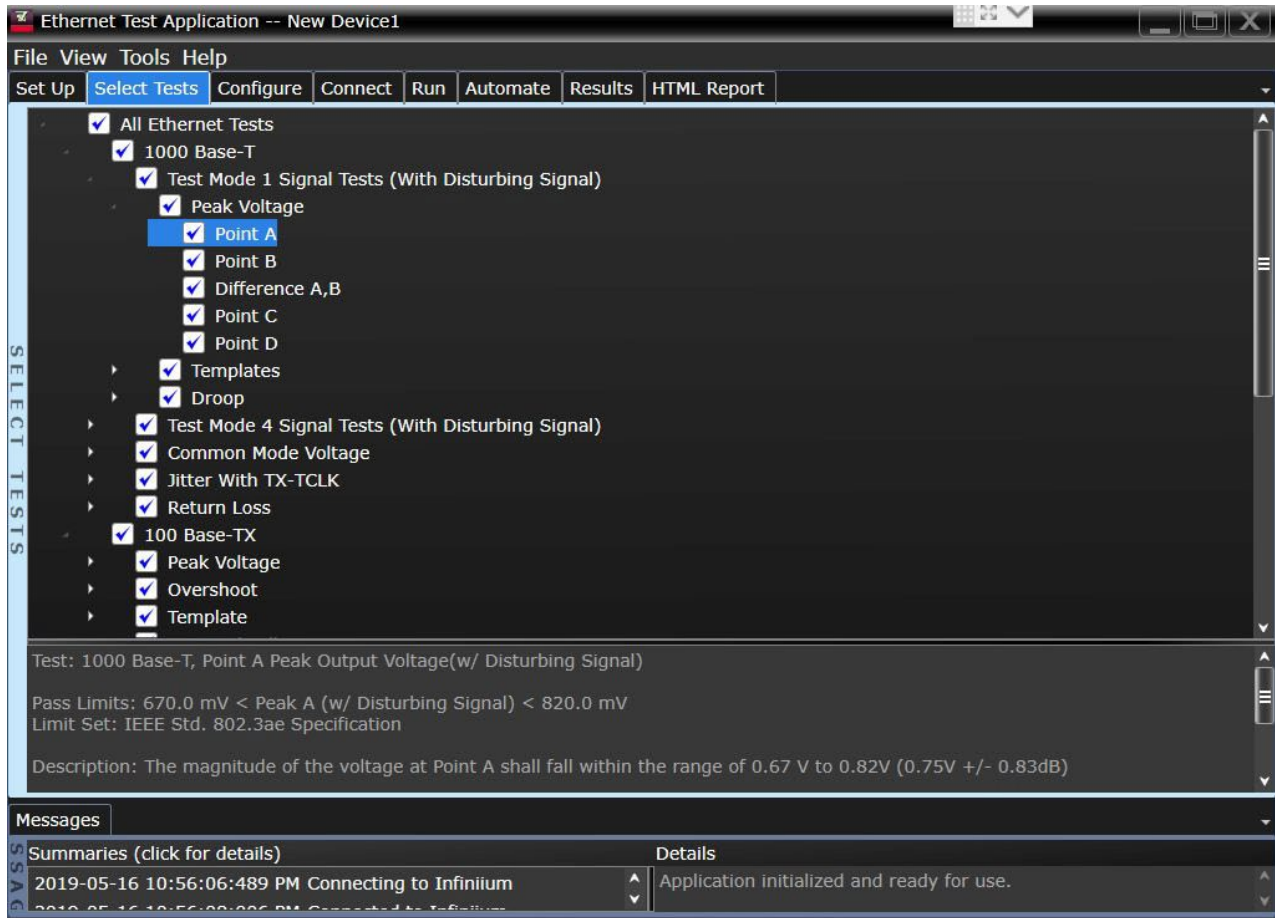 Ethernet Test Application -- New Device1
File View Tools Help
Set Up Select Tests Configure Connect Run Automate Results HTML Report
All Ethernet Tests
1000 Base-T
Test Mode 1 Signal Tests (With Disturbing Signal)
Peak Voltage
Point A
Point B
Difference A,B
Point C
Point D
Templates
Droop
Test Mode 4 Signal Tests (With Disturbing Signal)
Common Mode Voltage
Jitter With TX-TCLK
Return Loss
100 Base-TX
Peak Voltage
Overshoot
Template
SELECT TESTS
Test: 1000 Base-T, Point A Peak Output Voltage(w/ Disturbing Signal)
Pass Limits: 670.0 mV < Peak A (w/ Disturbing Signal) < 820.0 mV
Limit Set: IEEE Std. 802.3ae Specification
Description: The magnitude of the voltage at Point A shall fall within the range of 0.67 V to 0.82V (0.75V +/- 0.83dB)
Messages
Summaries (click for details) Details
2019-05-16 10:56:06:489 PM Connecting to Infiniium
Application initialized and ready for use.